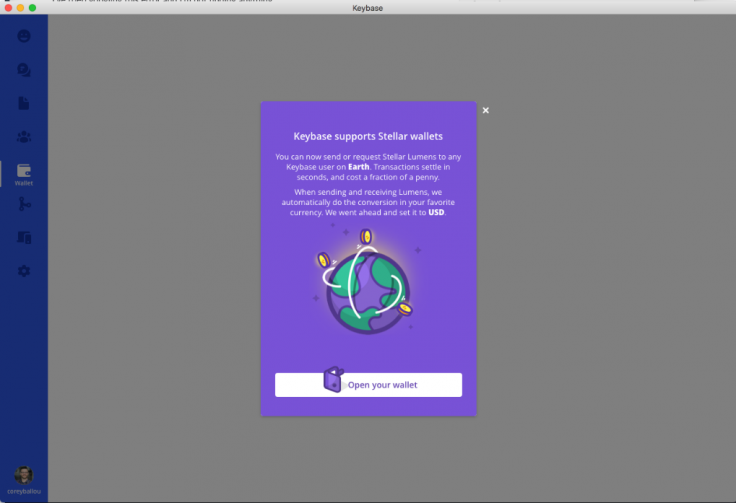 Keybase
Wallet
Keybase supports Stellar wallets
You can now send or request Stellar Lumens to any
Keybase user on Earth. Transactions settle in
seconds, and cost a fraction of a penny.
When sending and receiving Lumens, we
automatically do the conversion in your favorite
currency. We went ahead and set it to USD.
Open your wallet
zereyballou